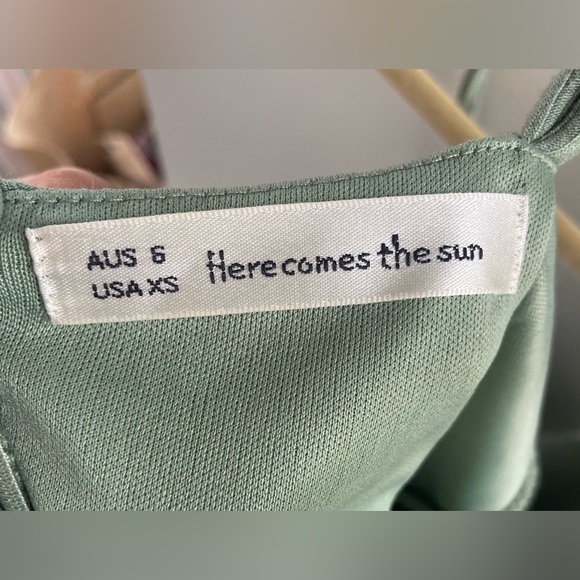 AUS 6
USA XS
Here comes the sun